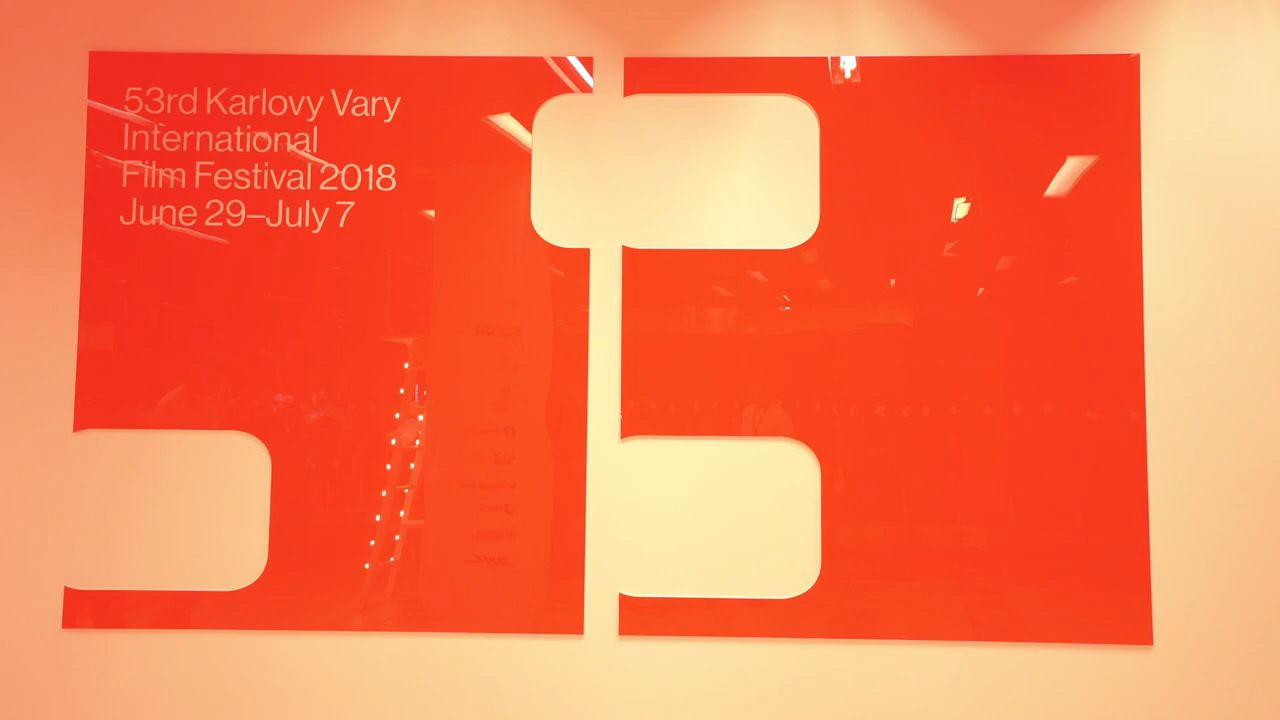 53rd Karlovy Vary
International
Film Festival 2018
June 29–July 7